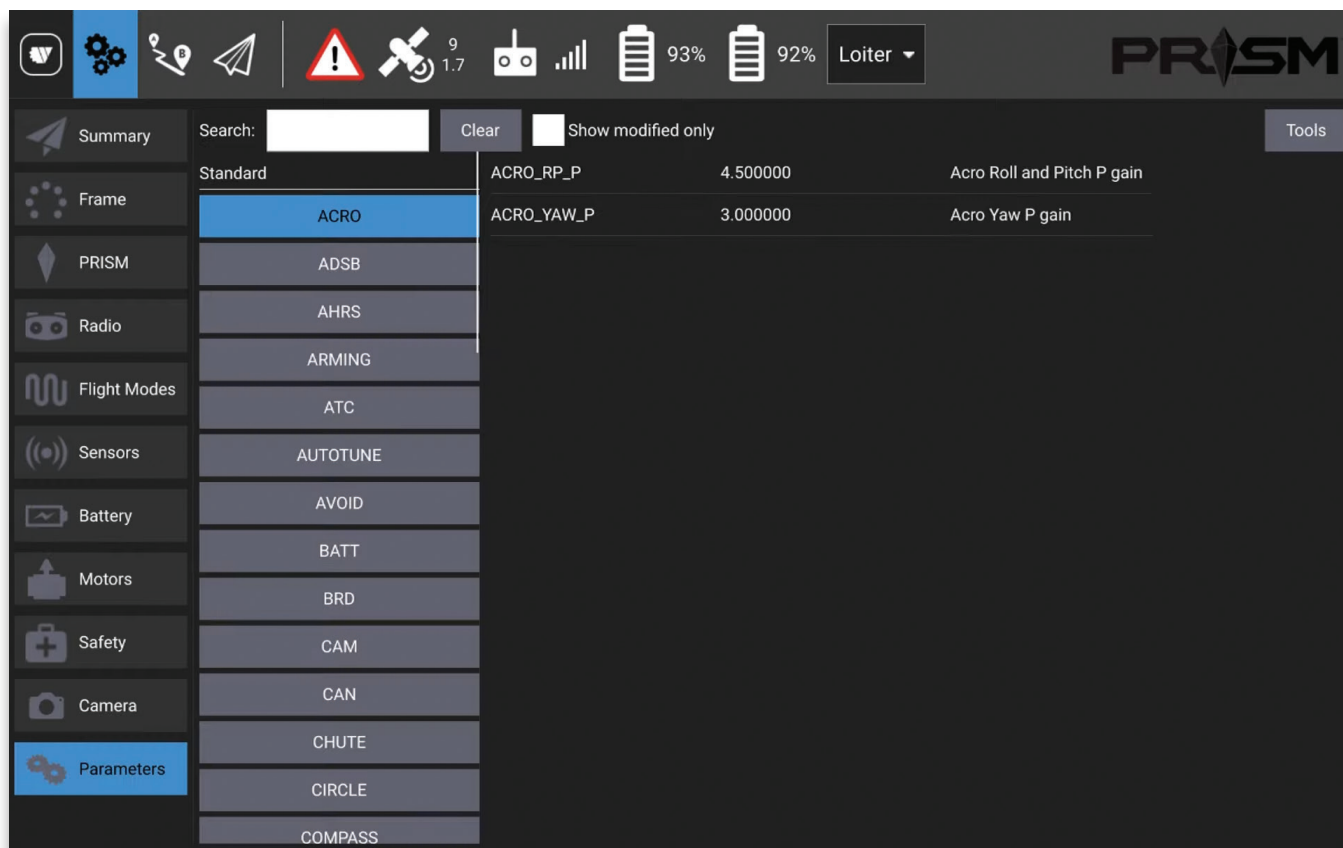 9
1.7
93%
92%
Loiter
PRISM
Summary
Frame
PRISM
Radio
Flight Modes
Sensors
Battery
Motors
Safety
Camera
Parameters
Search:
Clear
Show modified only
Tools
Standard
ACRO
ADSB
AHRS
ARMING
ATC
AUTOTUNE
AVOID
BATT
BRD
CAM
CAN
CHUTE
CIRCLE
COMPASS
ACRO_RP_P 4.500000 Acro Roll and Pitch P gain
ACRO_YAW_P 3.000000 Acro Yaw P gain